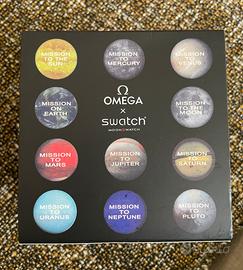 MISSION
TO
THE SUN
MISSION
TO
MERCURY
MISSION
TO
VENUS
MISSION
ON
EARTH
Ω
OMEGA
×
swatch
MOONSWATCH
MISSION
TO THE
MOON
MISSION
TO
MARS
MISSION
TO
JUPITER
MISSION
TO
SATURN
MISSION
TO
URANUS
MISSION
TO
NEPTUNE
MISSION
TO
PLUTO